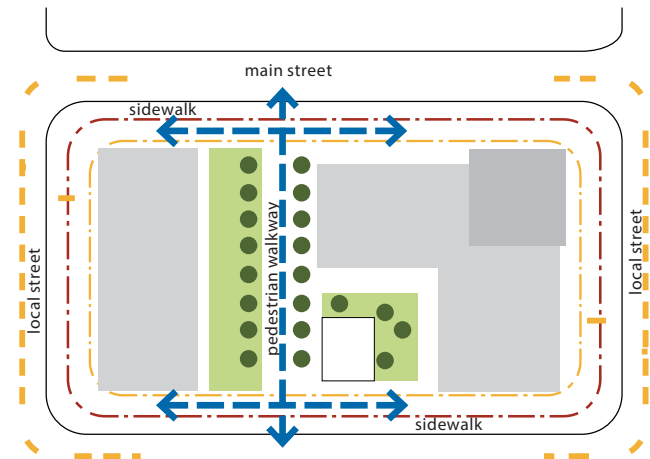 main street
sidewalk
local street
pedestrian walkway
local street
sidewalk